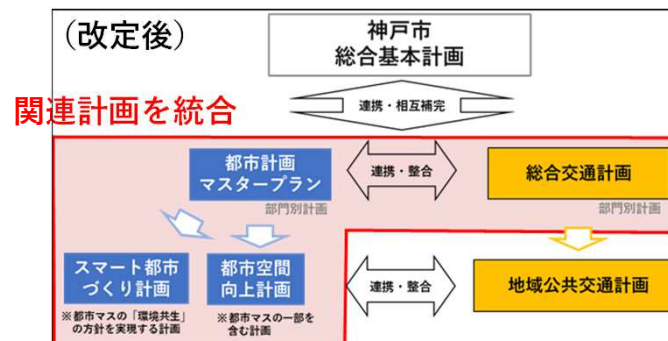 (改定後)
神戸市
総合基本計画
関連計画を統合
連携・相互補完
都市計画
マスタープラン
部門別計画
連携・整合
総合交通計画
部門別計画
スマート都市
づくり計画
※都市マスの「環境共生」
の方針を実現する計画
都市空間
向上計画
※都市マスの一部を
含む計画
連携・整合
地域公共交通計画